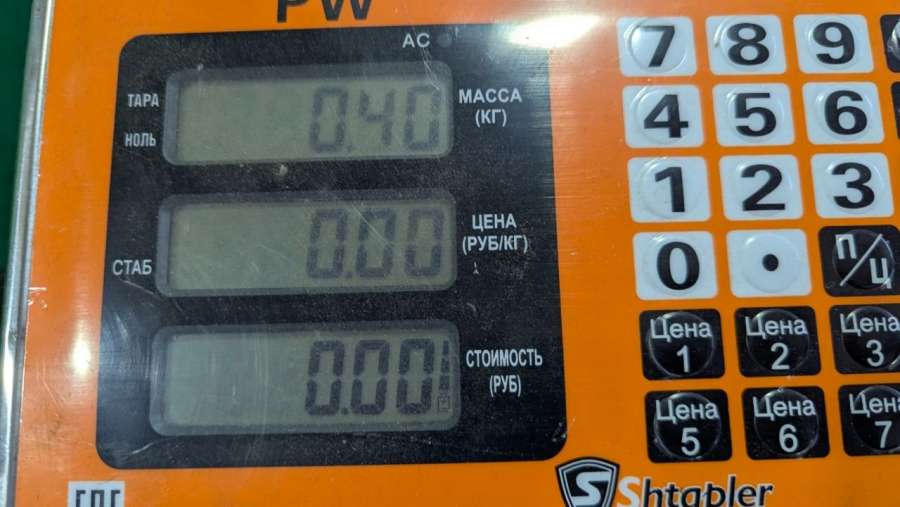 PW
AC
ТАРА
НОЛЬ
0.40
МАССА
(КГ)
СТАБ
0.00
ЦЕНА
(РУБ/КГ)
0.00
СТОИМОСТЬ
(РУБ)
7 8 9
4 5 6
1 2 3
0 • П/Ц
Цена 1 Цена 2 Цена 3
Цена 5 Цена 6 Цена 7
S Shtapler